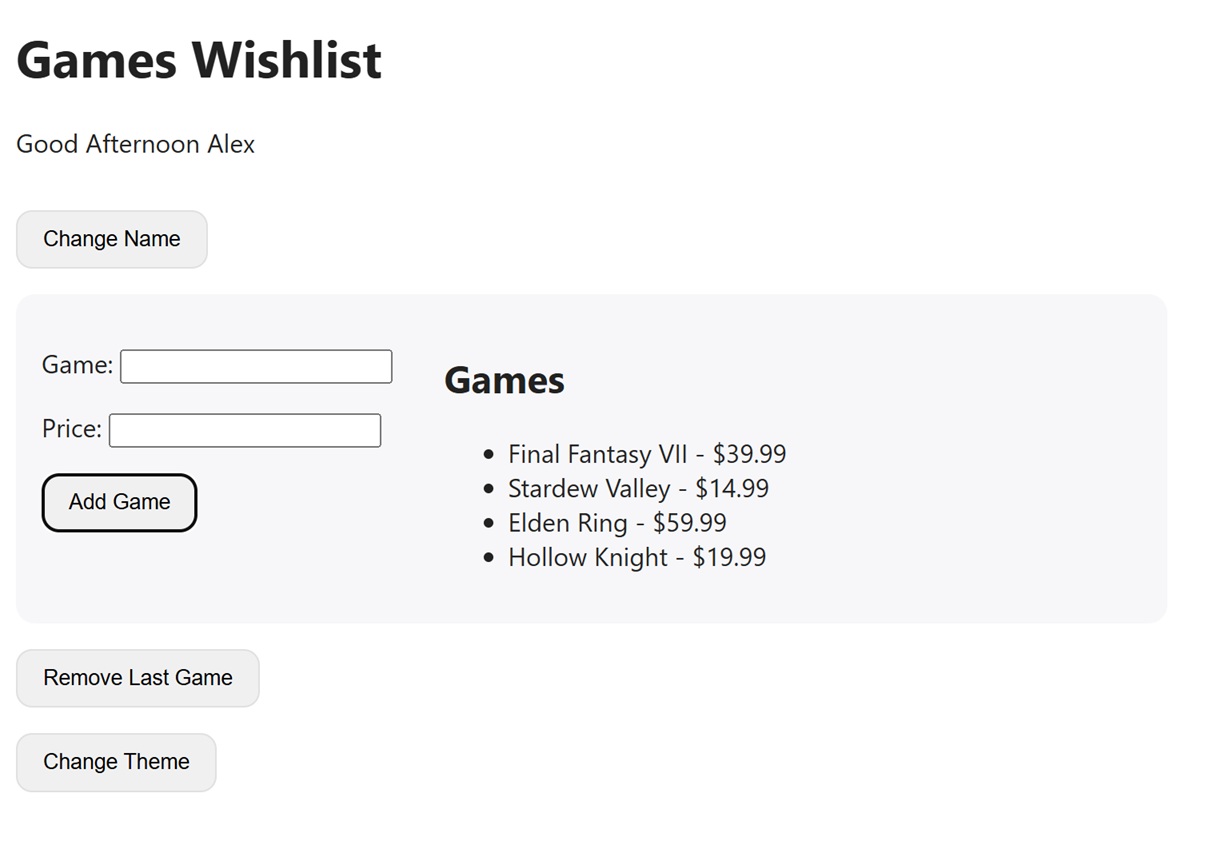 Games Wishlist
Good Afternoon Alex
Change Name
Game:
Price:
Add Game
Games
Final Fantasy VII - $39.99
Stardew Valley - $14.99
Elden Ring - $59.99
Hollow Knight - $19.99
Remove Last Game
Change Theme